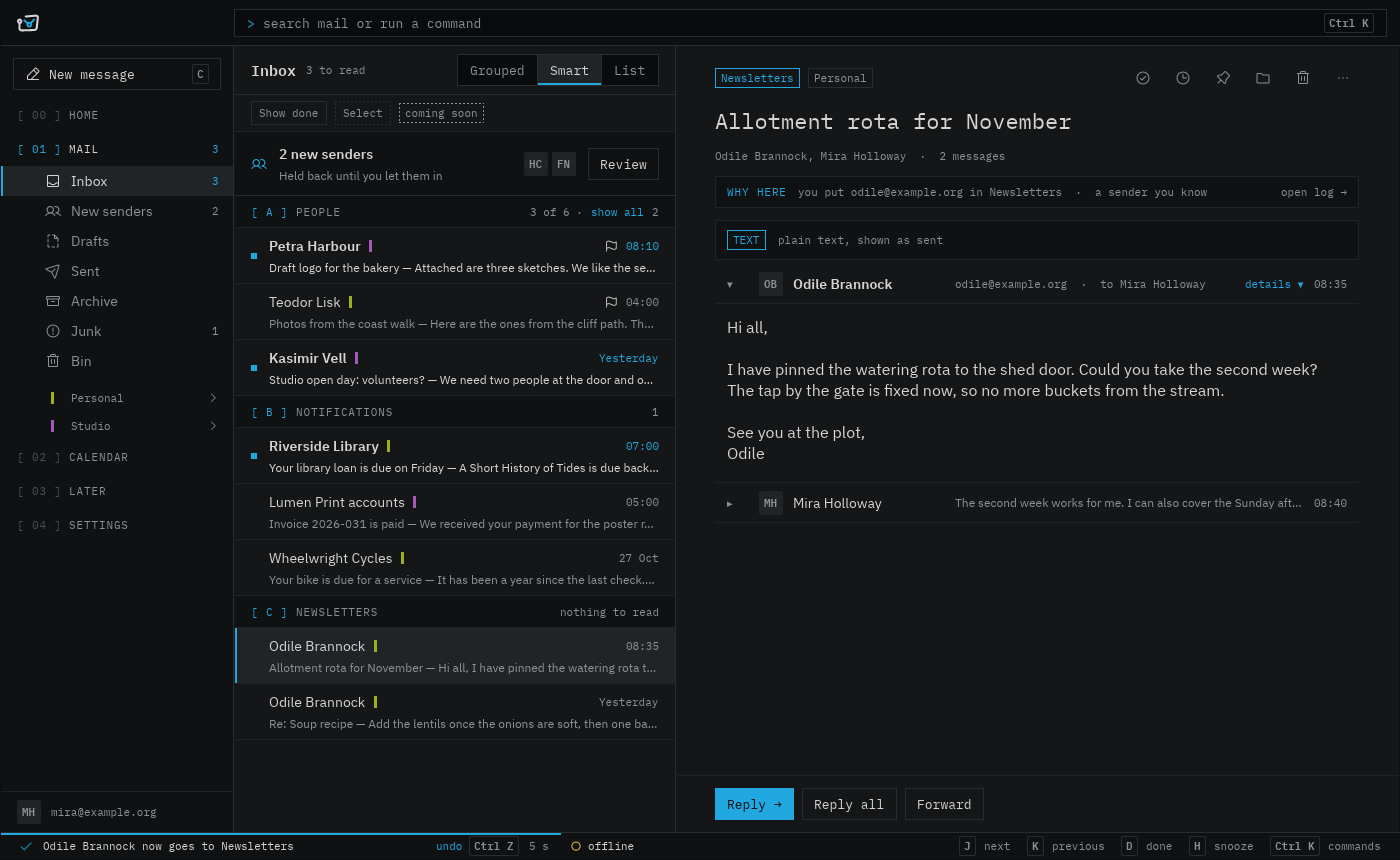 > search mail or run a command Ctrl K
New message C
[ 00 ] HOME
[ 01 ] MAIL 3
Inbox 3
New senders 2
Drafts
Sent
Archive
Junk 1
Bin
Personal
Studio
[ 02 ] CALENDAR
[ 03 ] LATER
[ 04 ] SETTINGS
MH mira@example.org
Inbox 3 to read Grouped Smart List
Show done Select coming soon
2 new senders
Held back until you let them in
HC FN Review
[ A ] PEOPLE 3 of 6 · show all 2
Petra Harbour 08:10
Draft logo for the bakery — Attached are three sketches. We like the se…
Teodor Lisk 04:00
Photos from the coast walk — Here are the ones from the cliff path. Th…
Kasimir Vell Yesterday
Studio open day: volunteers? — We need two people at the door and o…
[ B ] NOTIFICATIONS 1
Riverside Library 07:00
Your library loan is due on Friday — A Short History of Tides is due back…
Lumen Print accounts 05:00
Invoice 2026-031 is paid — We received your payment for the poster r…
Wheelwright Cycles 27 Oct
Your bike is due for a service — It has been a year since the last check.…
[ C ] NEWSLETTERS nothing to read
Odile Brannock 08:35
Allotment rota for November — Hi all, I have pinned the watering rota t…
Odile Brannock Yesterday
Re: Soup recipe — Add the lentils once the onions are soft, then one ba…
Newsletters Personal
Allotment rota for November
Odile Brannock, Mira Holloway · 2 messages
WHY HERE you put odile@example.org in Newsletters · a sender you know open log →
TEXT plain text, shown as sent
▾ OB Odile Brannock odile@example.org · to Mira Holloway details ▾ 08:35
Hi all,
I have pinned the watering rota to the shed door. Could you take the second week?
The tap by the gate is fixed now, so no more buckets from the stream.
See you at the plot,
Odile
▸ MH Mira Holloway The second week works for me. I can also cover the Sunday aft… 08:40
Reply → Reply all Forward
Odile Brannock now goes to Newsletters undo Ctrl Z 5 s offline J next K previous D done H snooze Ctrl K commands